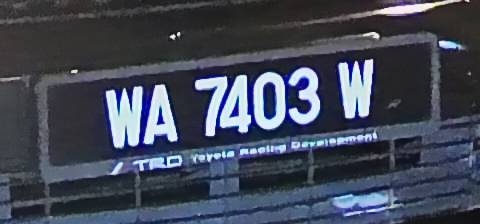 WA 7403 W
TRD Toyota Racing Development